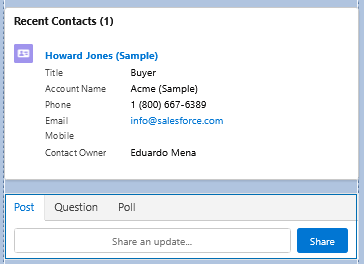 Recent Contacts (1)
Howard Jones (Sample)
Title Buyer
Account Name Acme (Sample)
Phone 1 (800) 667-6389
Email info@salesforce.com
Mobile
Contact Owner Eduardo Mena
Post Question Poll
Share an update... Share